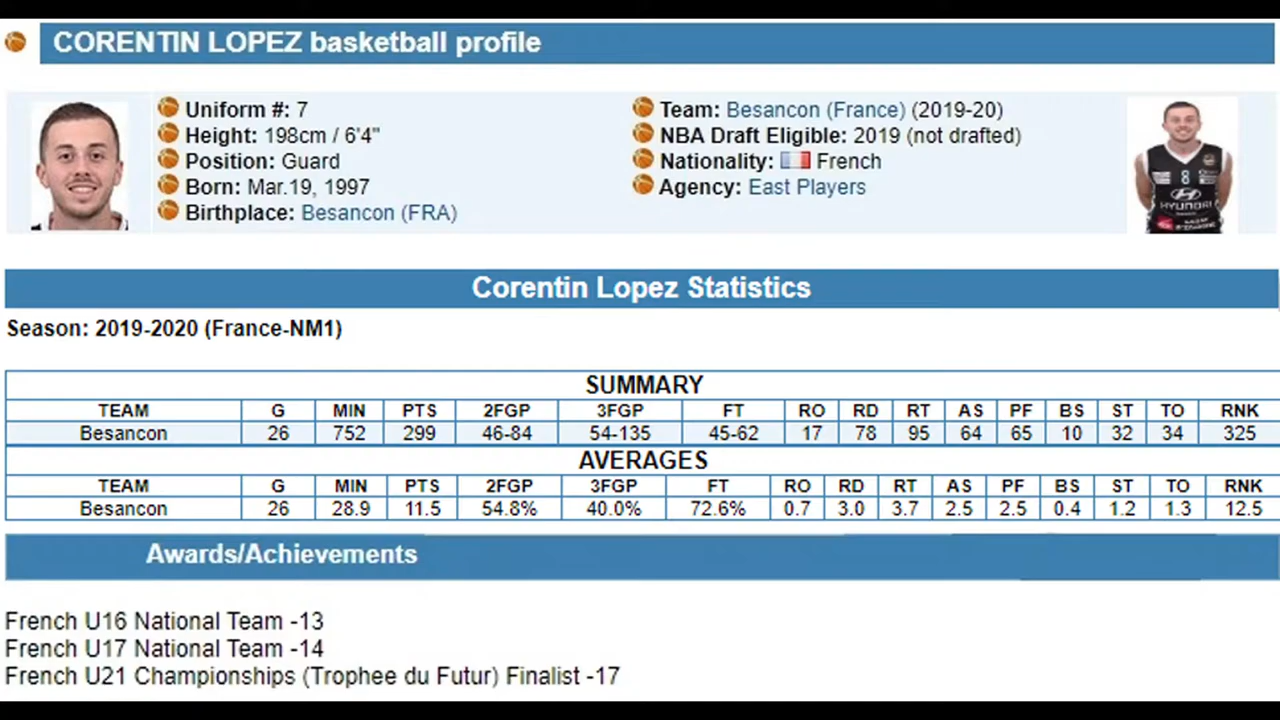 CORENTIN LOPEZ basketball profile
Uniform #: 7
Height: 198cm / 6'4"
Position: Guard
Born: Mar.19, 1997
Birthplace: Besancon (FRA)
Team: Besancon (France) (2019-20)
NBA Draft Eligible: 2019 (not drafted)
Nationality: French
Agency: East Players
8
HYUNDAI
Corentin Lopez Statistics
Season: 2019-2020 (France-NM1)
SUMMARY
TEAM G MIN PTS 2FGP 3FGP FT RO RD RT AS PF BS ST TO RNK
Besancon 26 752 299 46-84 54-135 45-62 17 78 95 64 65 10 32 34 325
AVERAGES
TEAM G MIN PTS 2FGP 3FGP FT RO RD RT AS PF BS ST TO RNK
Besancon 26 28.9 11.5 54.8% 40.0% 72.6% 0.7 3.0 3.7 2.5 2.5 0.4 1.2 1.3 12.5
Awards/Achievements
French U16 National Team -13
French U17 National Team -14
French U21 Championships (Trophee du Futur) Finalist -17